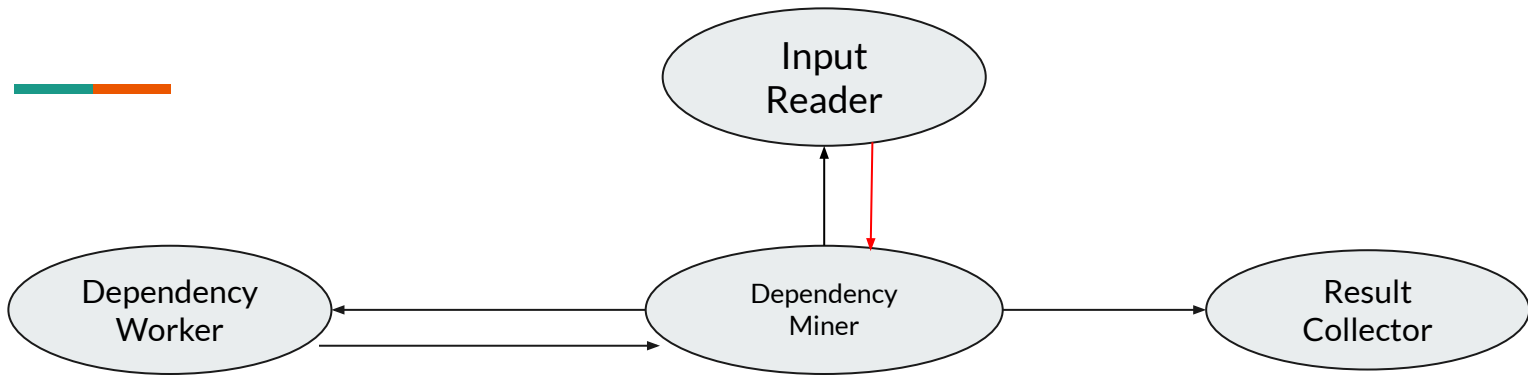 Input
Reader
Dependency
Worker
Dependency
Miner
Result
Collector